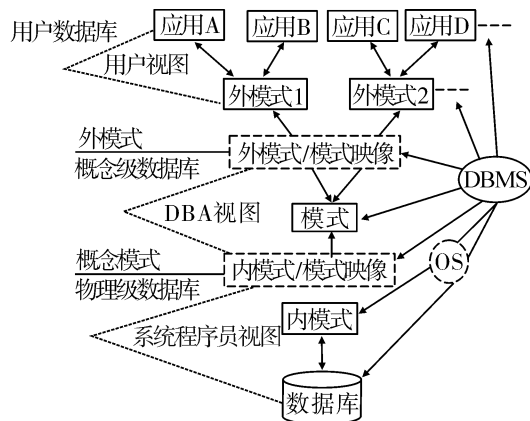 应用A 应用B 应用C 应用D
用户数据库
用户视图
外模式1 外模式2
外模式
外模式/模式映像
概念级数据库
DBMS
DBA视图
模式
概念模式
内模式/模式映像
OS
物理级数据库
内模式
系统程序员视图
数据库